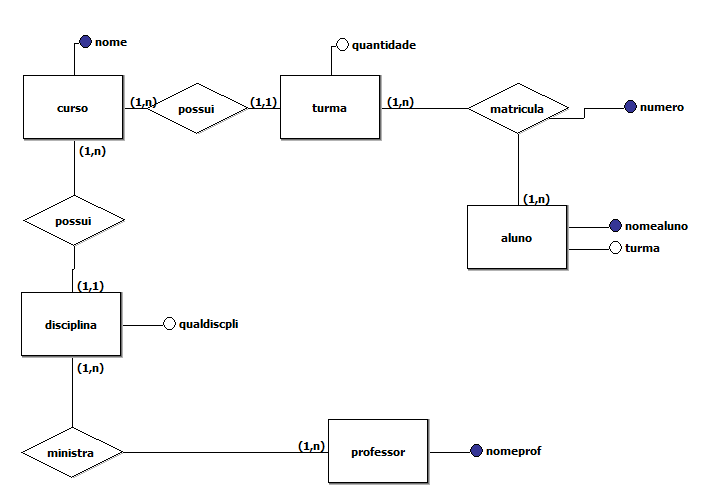 nome
quantidade
curso
(1,n)
possui
(1,1)
turma
(1,n)
matricula
numero
(1,n)
possui
(1,n)
aluno
nomealuno
turma
(1,1)
disciplina
qualdiscpli
(1,n)
ministra
(1,n)
professor
nomeprof